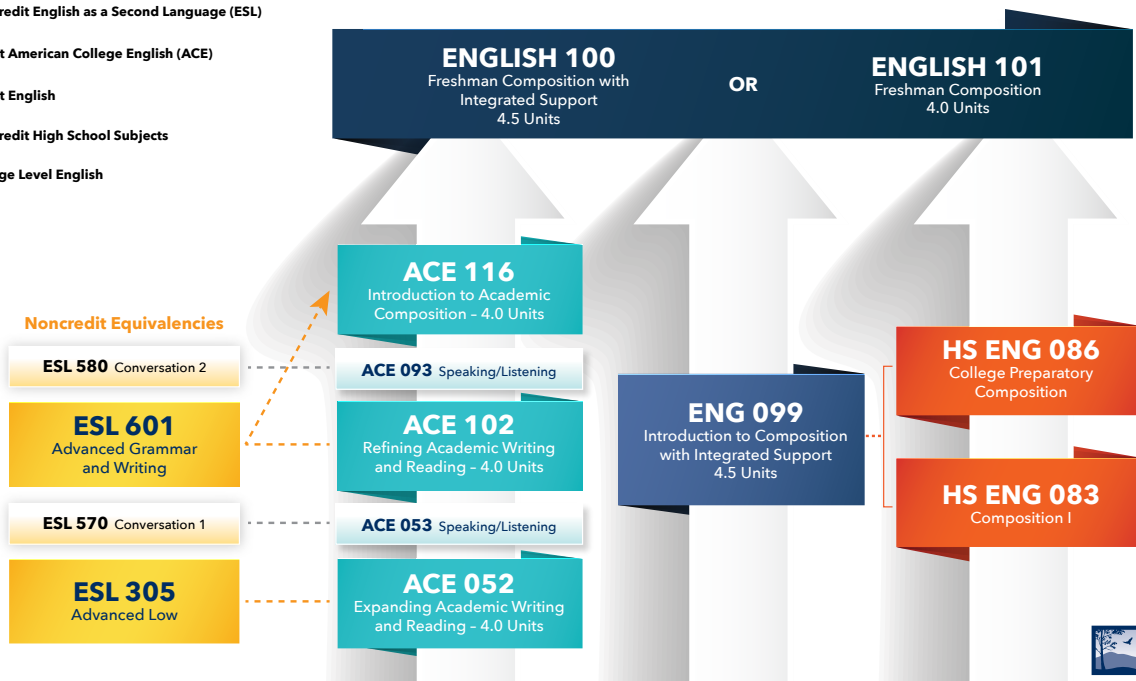 redit English as a Second Language (ESL)
t American College English (ACE)
t English
redit High School Subjects
ge Level English
ENGLISH 100
Freshman Composition with
Integrated Support
4.5 Units
OR
ENGLISH 101
Freshman Composition
4.0 Units
Noncredit Equivalencies
ESL 580 Conversation 2
ESL 601
Advanced Grammar
and Writing
ESL 570 Conversation 1
ESL 305
Advanced Low
ACE 116
Introduction to Academic
Composition – 4.0 Units
ACE 093 Speaking/Listening
ACE 102
Refining Academic Writing
and Reading – 4.0 Units
ACE 053 Speaking/Listening
ACE 052
Expanding Academic Writing
and Reading – 4.0 Units
ENG 099
Introduction to Composition
with Integrated Support
4.5 Units
HS ENG 086
College Preparatory
Composition
HS ENG 083
Composition I